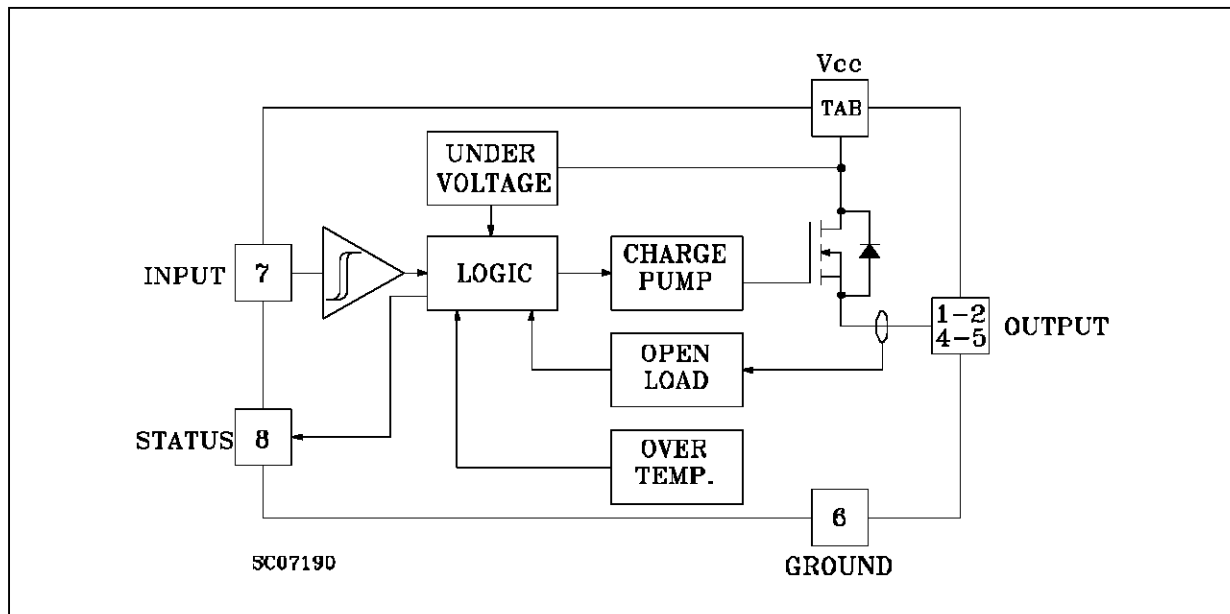 Vcc
TAB
UNDER
VOLTAGE
INPUT
7
LOGIC
CHARGE
PUMP
1-2
4-5
OUTPUT
OPEN
LOAD
STATUS
8
OVER
TEMP.
6
GROUND
SC07190